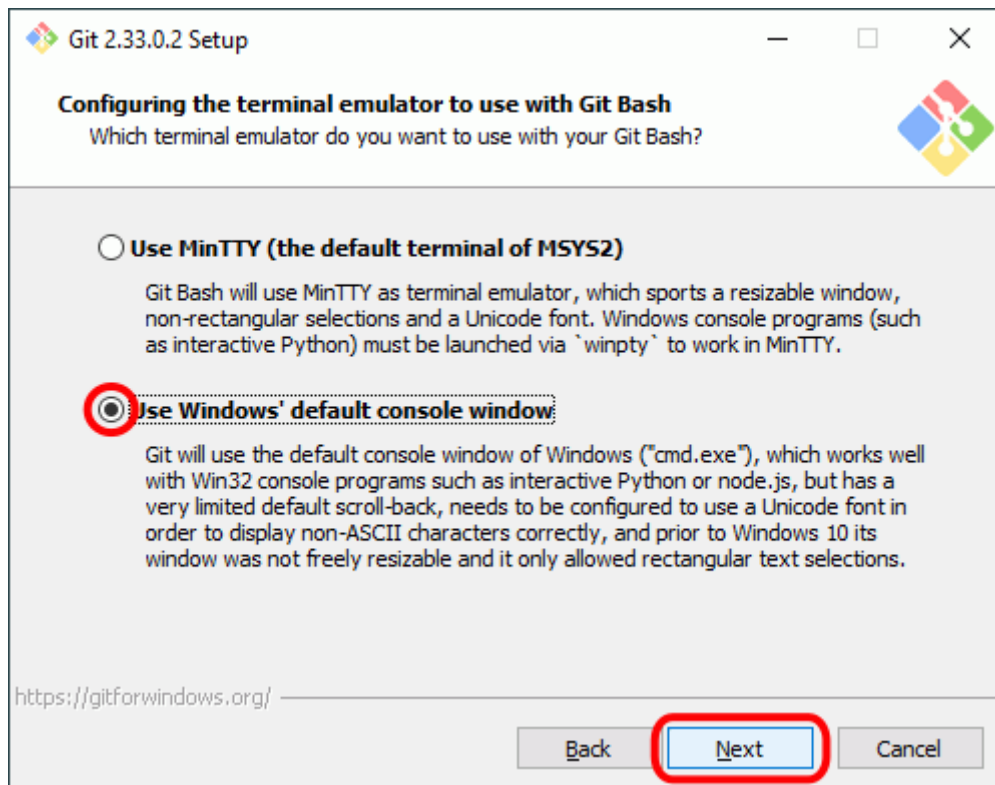 Git 2.33.0.2 Setup
Configuring the terminal emulator to use with Git Bash
Which terminal emulator do you want to use with your Git Bash?
Use MinTTY (the default terminal of MSYS2)
Git Bash will use MinTTY as terminal emulator, which sports a resizable window,
non-rectangular selections and a Unicode font. Windows console programs (such
as interactive Python) must be launched via `winpty` to work in MinTTY.
Use Windows' default console window
Git will use the default console window of Windows ("cmd.exe"), which works well
with Win32 console programs such as interactive Python or node.js, but has a
very limited default scroll-back, needs to be configured to use a Unicode font in
order to display non-ASCII characters correctly, and prior to Windows 10 its
window was not freely resizable and it only allowed rectangular text selections.
https://gitforwindows.org/
Back Next Cancel